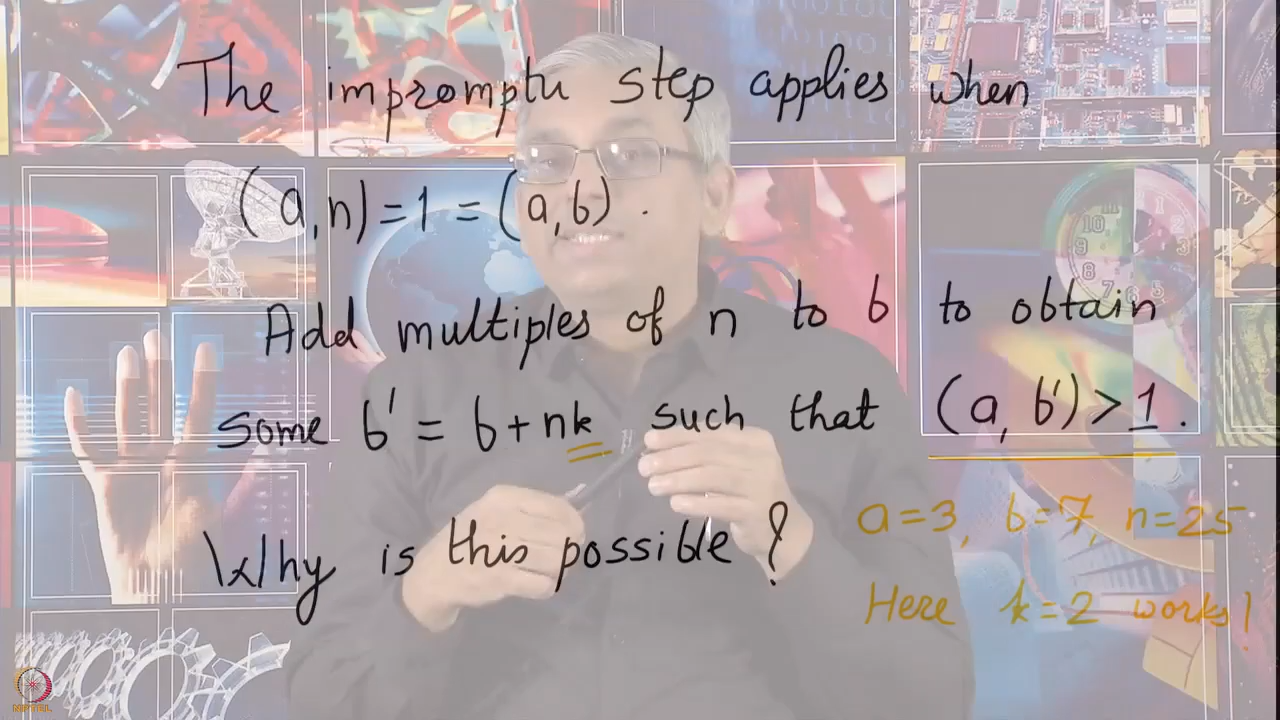 The impromptu step applies when
(a, n) = 1 = (a, b).
Add multiples of n to b to obtain
some b' = b + nk such that (a, b') > 1.
Why is this possible?
a=3, b=7, n=25
Here k=2 works!
NPTEL